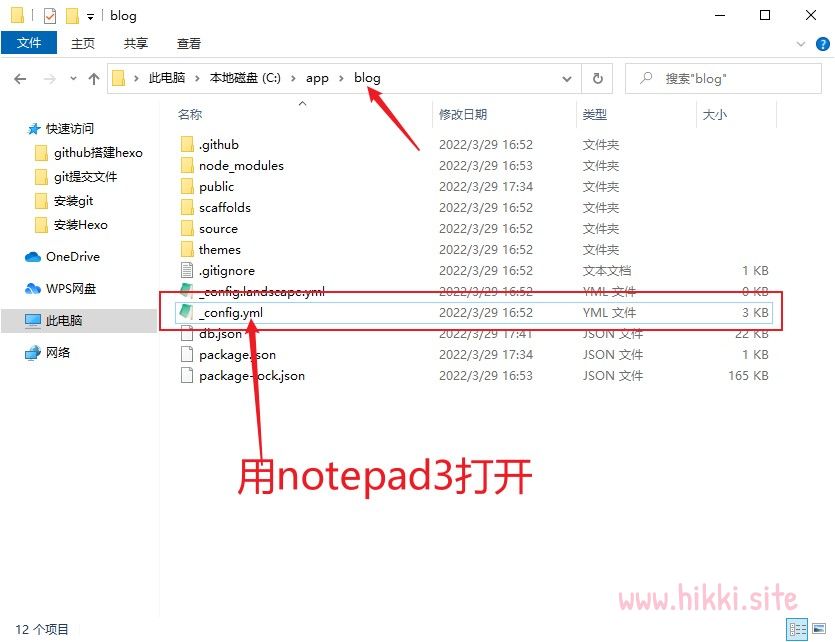 blog
文件 主页 共享 查看
此电脑 › 本地磁盘 (C:) › app › blog 搜索"blog"
名称 修改日期 类型 大小
快速访问
github搭建hexo
git提交文件
安装git
安装Hexo
OneDrive
WPS网盘
此电脑
网络
.github 2022/3/29 16:52 文件夹
node_modules 2022/3/29 16:53 文件夹
public 2022/3/29 17:34 文件夹
scaffolds 2022/3/29 16:52 文件夹
source 2022/3/29 16:52 文件夹
themes 2022/3/29 16:52 文件夹
.gitignore 2022/3/29 16:52 文本文档 1 KB
_config.landscape.yml 2022/3/29 16:52 YML 文件 0 KB
_config.yml 2022/3/29 16:52 YML 文件 3 KB
db.json 2022/3/29 17:41 JSON 文件 22 KB
package.json 2022/3/29 17:34 JSON 文件 1 KB
package-lock.json 2022/3/29 16:53 JSON 文件 165 KB
用notepad3打开
www.hikki.site
12 个项目